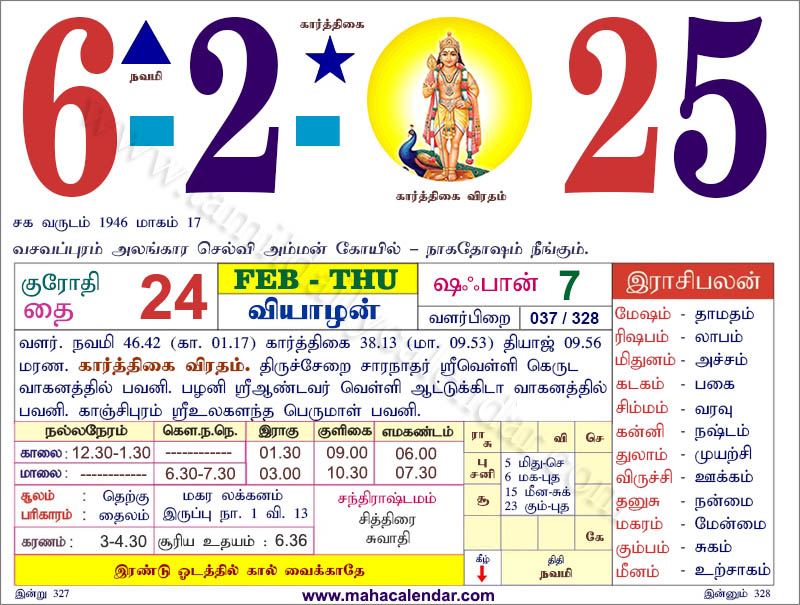 கார்த்திகை
6 - 2 - 25
நவமி
கார்த்திகை விரதம்
சக வருடம் 1946 மாகம் 17
வசவப்புரம் அலங்கார செல்வி அம்மன் கோயில் – நாகதோஷம் நீங்கும்.
குரோதி
தை 24
FEB - THU
வியாழன்
ஷஃபான் 7
வளர்பிறை 037 / 328
வளர். நவமி 46.42 (கா. 01.17) கார்த்திகை 38.13 (மா. 09.53) தியாஜ் 09.56
மரண. கார்த்திகை விரதம். திருச்சேறை சாரநாதர் ஸ்ரீவெள்ளி கெருட
வாகனத்தில் பவனி. பழனி ஸ்ரீஆண்டவர் வெள்ளி ஆட்டுக்கிடா வாகனத்தில்
பவனி. காஞ்சிபுரம் ஸ்ரீஉலகளந்த பெருமாள் பவனி.
நல்லநேரம் கௌ.ந.நெ. இராகு குளிகை எமகண்டம்
காலை: 12.30-1.30 ------------ 01.30 09.00 06.00
மாலை: ------------ 6.30-7.30 03.00 10.30 07.30
சூலம் : தெற்கு
பரிகாரம் : தைலம்
மகர லக்கனம்
இருப்பு நா. 1 வி. 13
சந்திராஷ்டமம்
சித்திரை
சுவாதி
கரணம் : 3-4.30 சூரிய உதயம் : 6.36
இரண்டு ஓடத்தில் கால் வைக்காதே
ரா சு வி செ
பு சனி
சூ
கே
5 மிது-செ
6 மக-புத
15 மீன-சுக்
23 கும்-புத
கீழ்
திதி
நவமி
இராசிபலன்
மேஷம் - தாமதம்
ரிஷபம் - லாபம்
மிதுனம் - அச்சம்
கடகம் - பகை
சிம்மம் - வரவு
கன்னி - நஷ்டம்
துலாம் - முயற்சி
விருச்சி - ஊக்கம்
தனுசு - நன்மை
மகரம் - மேன்மை
கும்பம் - சுகம்
மீனம் - உற்சாகம்
இன்று 327
www.mahacalendar.com
இன்னும் 328
www.tamildailycalendar.com